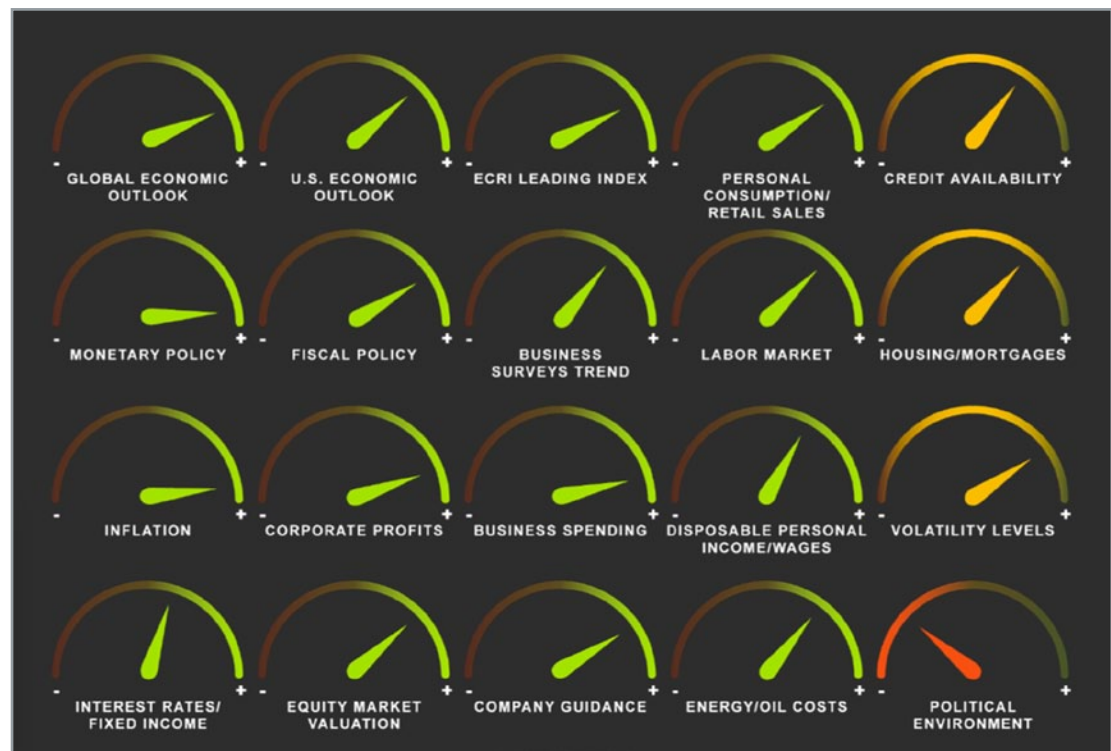 - +
GLOBAL ECONOMIC
OUTLOOK
- +
U.S. ECONOMIC
OUTLOOK
- +
ECRI LEADING INDEX
- +
PERSONAL
CONSUMPTION/
RETAIL SALES
- +
CREDIT AVAILABILITY
- +
MONETARY POLICY
- +
FISCAL POLICY
- +
BUSINESS
SURVEYS TREND
- +
LABOR MARKET
- +
HOUSING/MORTGAGES
- +
INFLATION
- +
CORPORATE PROFITS
- +
BUSINESS SPENDING
- +
DISPOSABLE PERSONAL
INCOME/WAGES
- +
VOLATILITY LEVELS
- +
INTEREST RATES/
FIXED INCOME
- +
EQUITY MARKET
VALUATION
- +
COMPANY GUIDANCE
- +
ENERGY/OIL COSTS
- +
POLITICAL
ENVIRONMENT